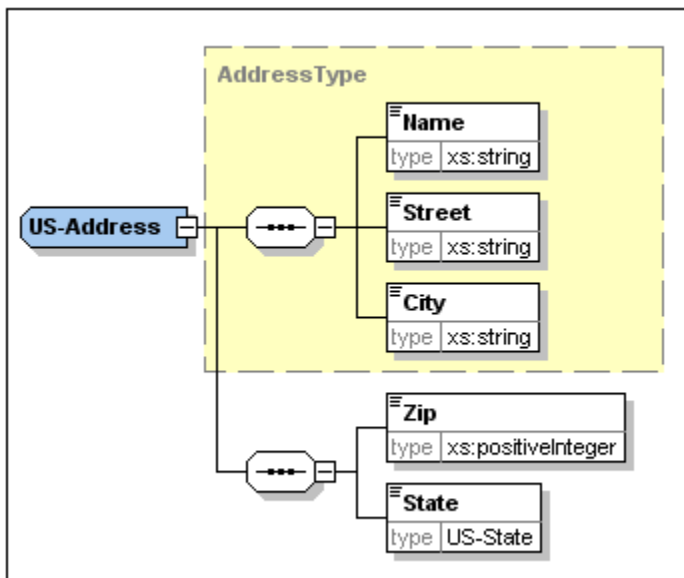 AddressType
Name
type xs:string
US-Address
Street
type xs:string
City
type xs:string
Zip
type xs:positiveInteger
State
type US-State